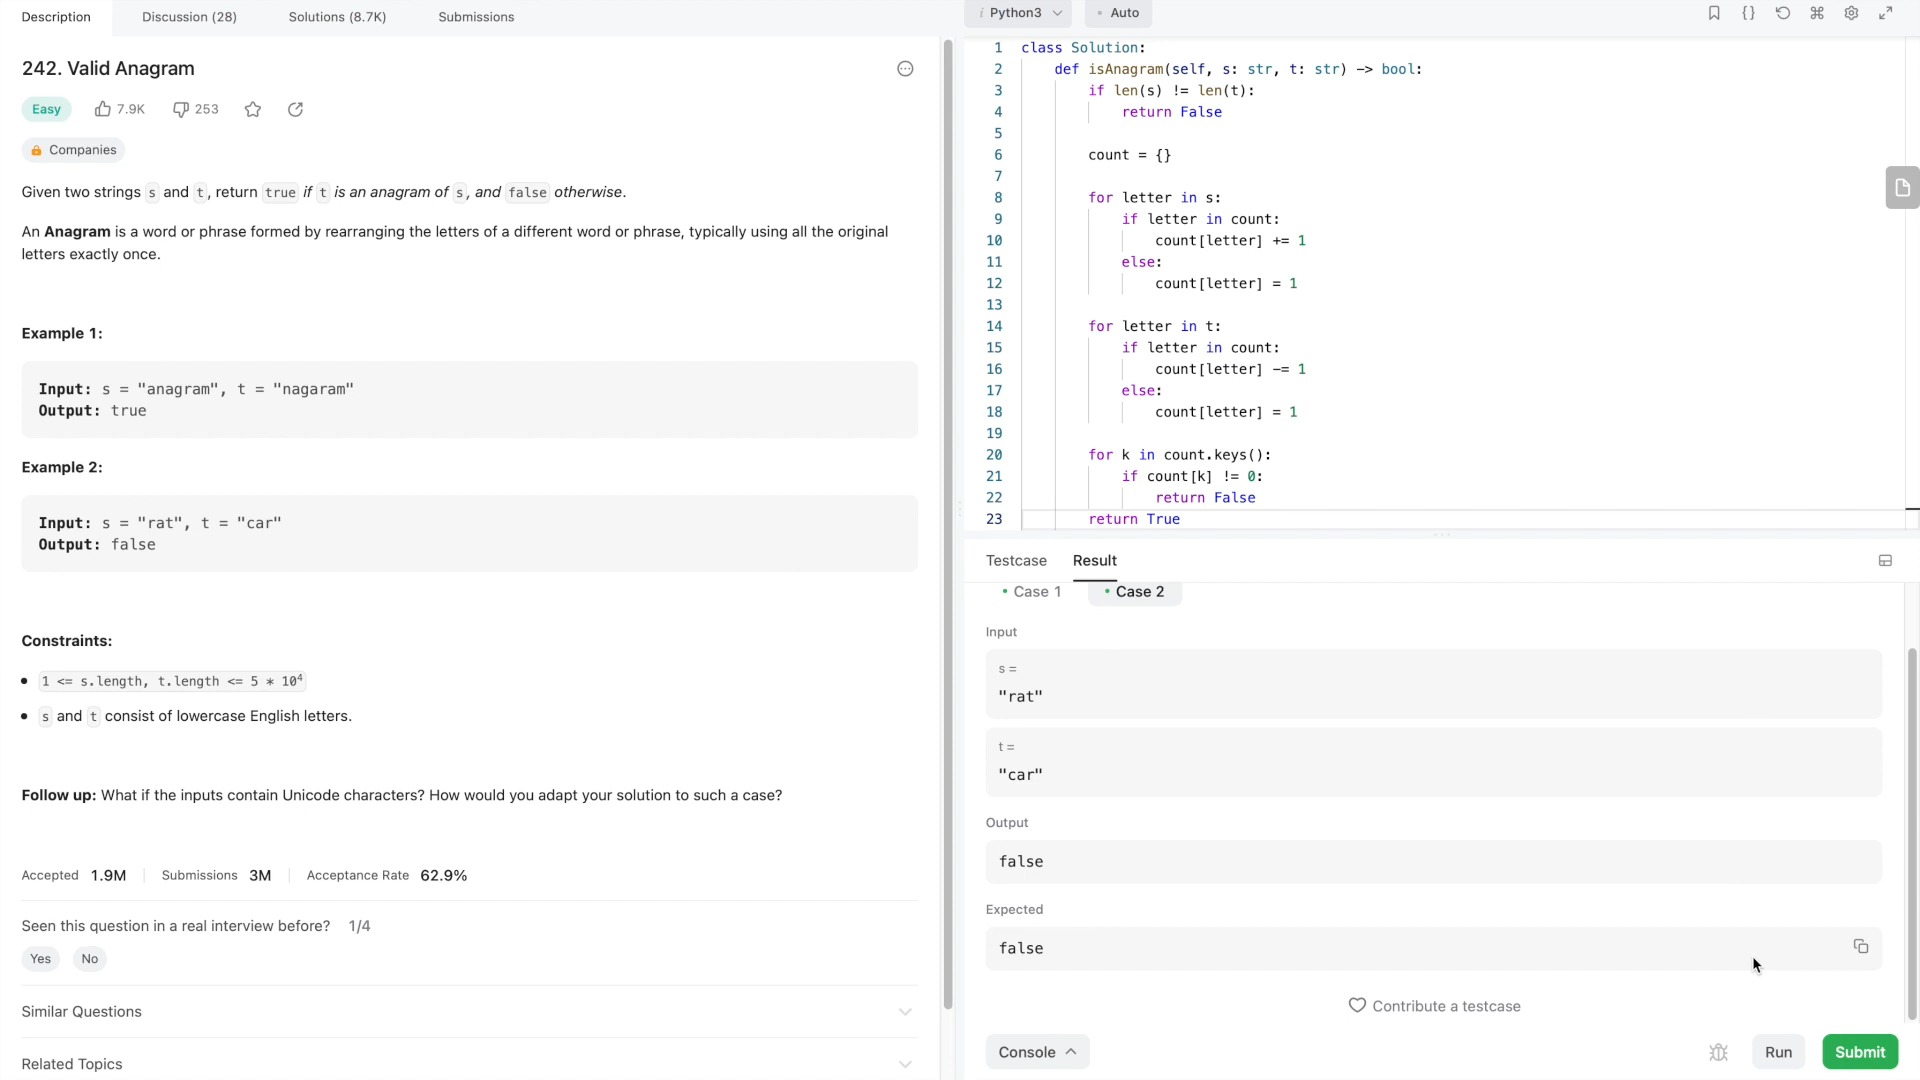 Description
Discussion (28)
Solutions (8.7K)
Submissions
242. Valid Anagram
Easy
7.9K
253
Companies
Given two strings s and t, return true if t is an anagram of s, and false otherwise.
An Anagram is a word or phrase formed by rearranging the letters of a different word or phrase, typically using all the original
letters exactly once.
Example 1:
Input: s = "anagram", t = "nagaram"
Output: true
Example 2:
Input: s = "rat", t = "car"
Output: false
Constraints:
• 1 <= s.length, t.length <= 5 * 10⁴
• s and t consist of lowercase English letters.
Follow up: What if the inputs contain Unicode characters? How would you adapt your solution to such a case?
Accepted 1.9M
Submissions 3M
Acceptance Rate 62.9%
Seen this question in a real interview before? 1/4
Yes
No
Similar Questions
Related Topics
i Python3
• Auto
{}
1 class Solution:
2     def isAnagram(self, s: str, t: str) -> bool:
3         if len(s) != len(t):
4             return False
5
6         count = {}
7
8         for letter in s:
9             if letter in count:
10                 count[letter] += 1
11             else:
12                 count[letter] = 1
13
14         for letter in t:
15             if letter in count:
16                 count[letter] -= 1
17             else:
18                 count[letter] = 1
19
20         for k in count.keys():
21             if count[k] != 0:
22                 return False
23         return True
Testcase
Result
• Case 1
• Case 2
Input
s =
"rat"
t =
"car"
Output
false
Expected
false
Contribute a testcase
Console
Run
Submit